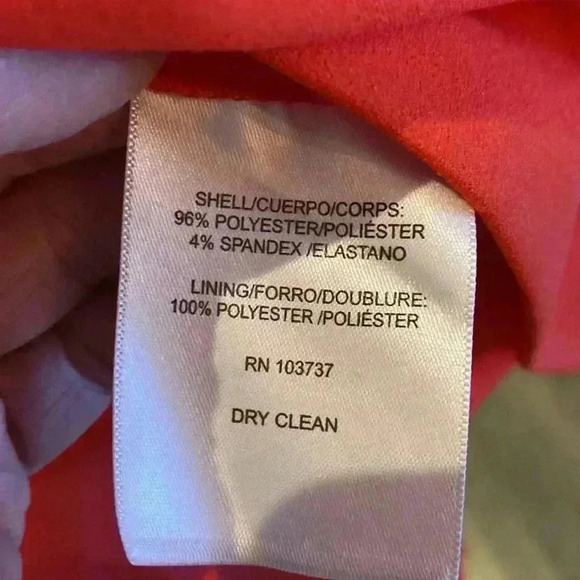 SHELL/CUERPO/CORPS:
96% POLYESTER/POLIÉSTER
4% SPANDEX /ELASTANO
LINING/FORRO/DOUBLURE:
100% POLYESTER /POLIÉSTER
RN 103737
DRY CLEAN